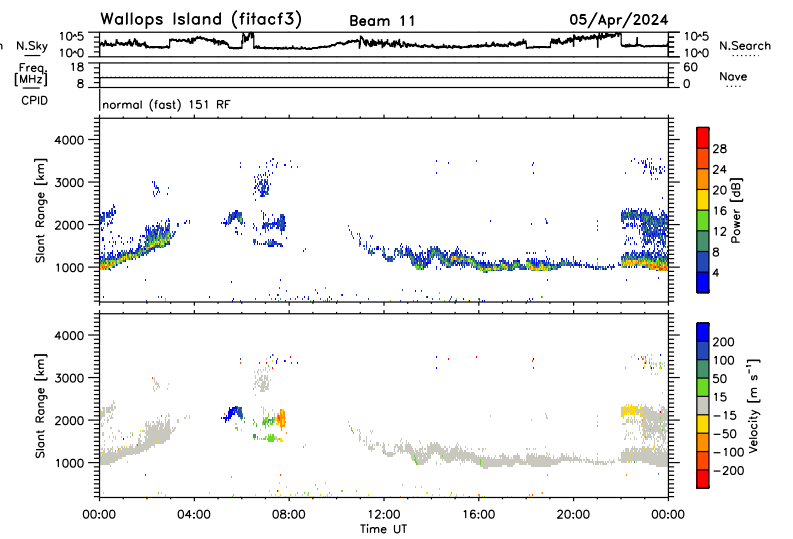 Wallops Island (fitacf3) Beam 11 05/Apr/2024
N.Sky 10^5 10^0 10^5 10^0 N.Search
Freq. [MHz] 18 8 60 0 Nave
CPID normal (fast) 151 RF
Slant Range [km]
4000
3000
2000
1000
28
24
20
16
12
8
4
Power [dB]
Slant Range [km]
4000
3000
2000
1000
200
100
50
15
-15
-50
-100
-200
Velocity [m s⁻¹]
00:00 04:00 08:00 12:00 16:00 20:00 00:00
Time UT